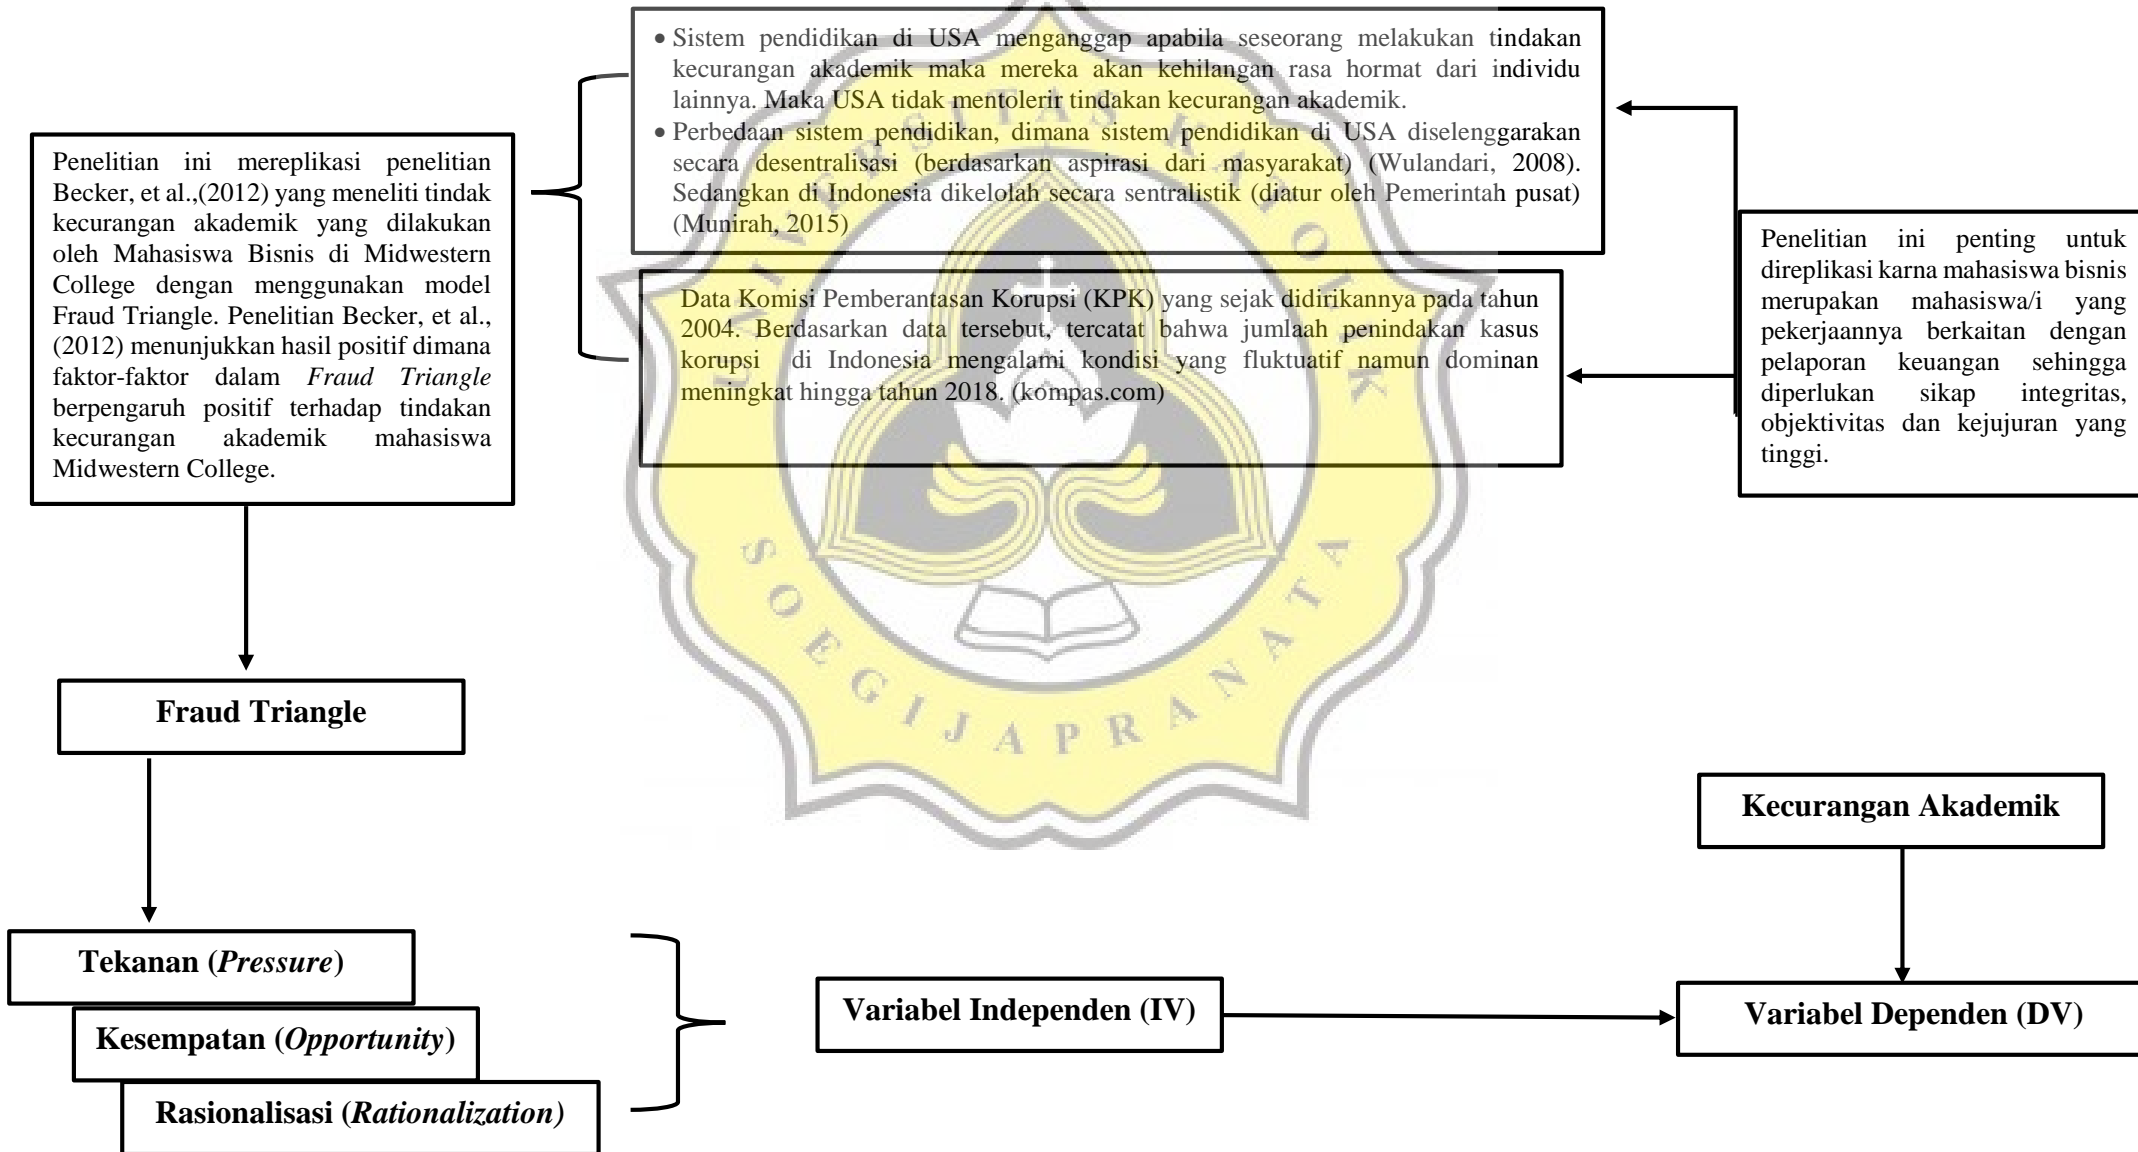 Penelitian ini mereplikasi penelitian
Becker, et al.,(2012) yang meneliti tindak
kecurangan akademik yang dilakukan
oleh Mahasiswa Bisnis di Midwestern
College dengan menggunakan model
Fraud Triangle. Penelitian Becker, et al.,
(2012) menunjukkan hasil positif dimana
faktor-faktor dalam Fraud Triangle
berpengaruh positif terhadap tindakan
kecurangan akademik mahasiswa
Midwestern College.
• Sistem pendidikan di USA menganggap apabila seseorang melakukan tindakan
kecurangan akademik maka mereka akan kehilangan rasa hormat dari individu
lainnya. Maka USA tidak mentolerir tindakan kecurangan akademik.
• Perbedaan sistem pendidikan, dimana sistem pendidikan di USA diselenggarakan
secara desentralisasi (berdasarkan aspirasi dari masyarakat) (Wulandari, 2008).
Sedangkan di Indonesia dikelolah secara sentralistik (diatur oleh Pemerintah pusat)
(Munirah, 2015)
Data Komisi Pemberantasan Korupsi (KPK) yang sejak didirikannya pada tahun
2004. Berdasarkan data tersebut, tercatat bahwa jumlaah penindakan kasus
korupsi di Indonesia mengalami kondisi yang fluktuatif namun dominan
meningkat hingga tahun 2018. (kompas.com)
Penelitian ini penting untuk
direplikasi karna mahasiswa bisnis
merupakan mahasiswa/i yang
pekerjaannya berkaitan dengan
pelaporan keuangan sehingga
diperlukan sikap integritas,
objektivitas dan kejujuran yang
tinggi.
UNIVERSITAS KATOLIK
SOEGIJAPRANATA
Fraud Triangle
Kecurangan Akademik
Tekanan (Pressure)
Kesempatan (Opportunity)
Rasionalisasi (Rationalization)
Variabel Independen (IV)
Variabel Dependen (DV)